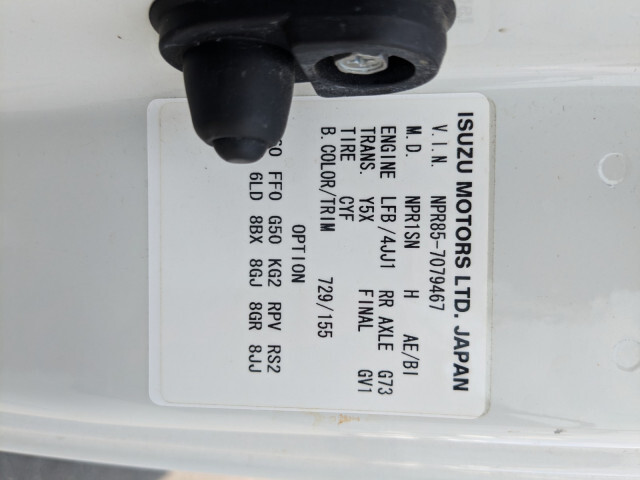 ISUZU MOTORS LTD. JAPAN
V.I.N. NPR85-7079467
M.D. NPR1SN H AE/BI
ENGINE LFB/4JJ1 RR AXLE G73
TRANS. Y5X FINAL GV1
TIRE CYF
B.COLOR/TRIM 729/155
OPTION
FF0 G50 KG2 RPV RS2
6LD 8BX 8GJ 8GR 8JJ